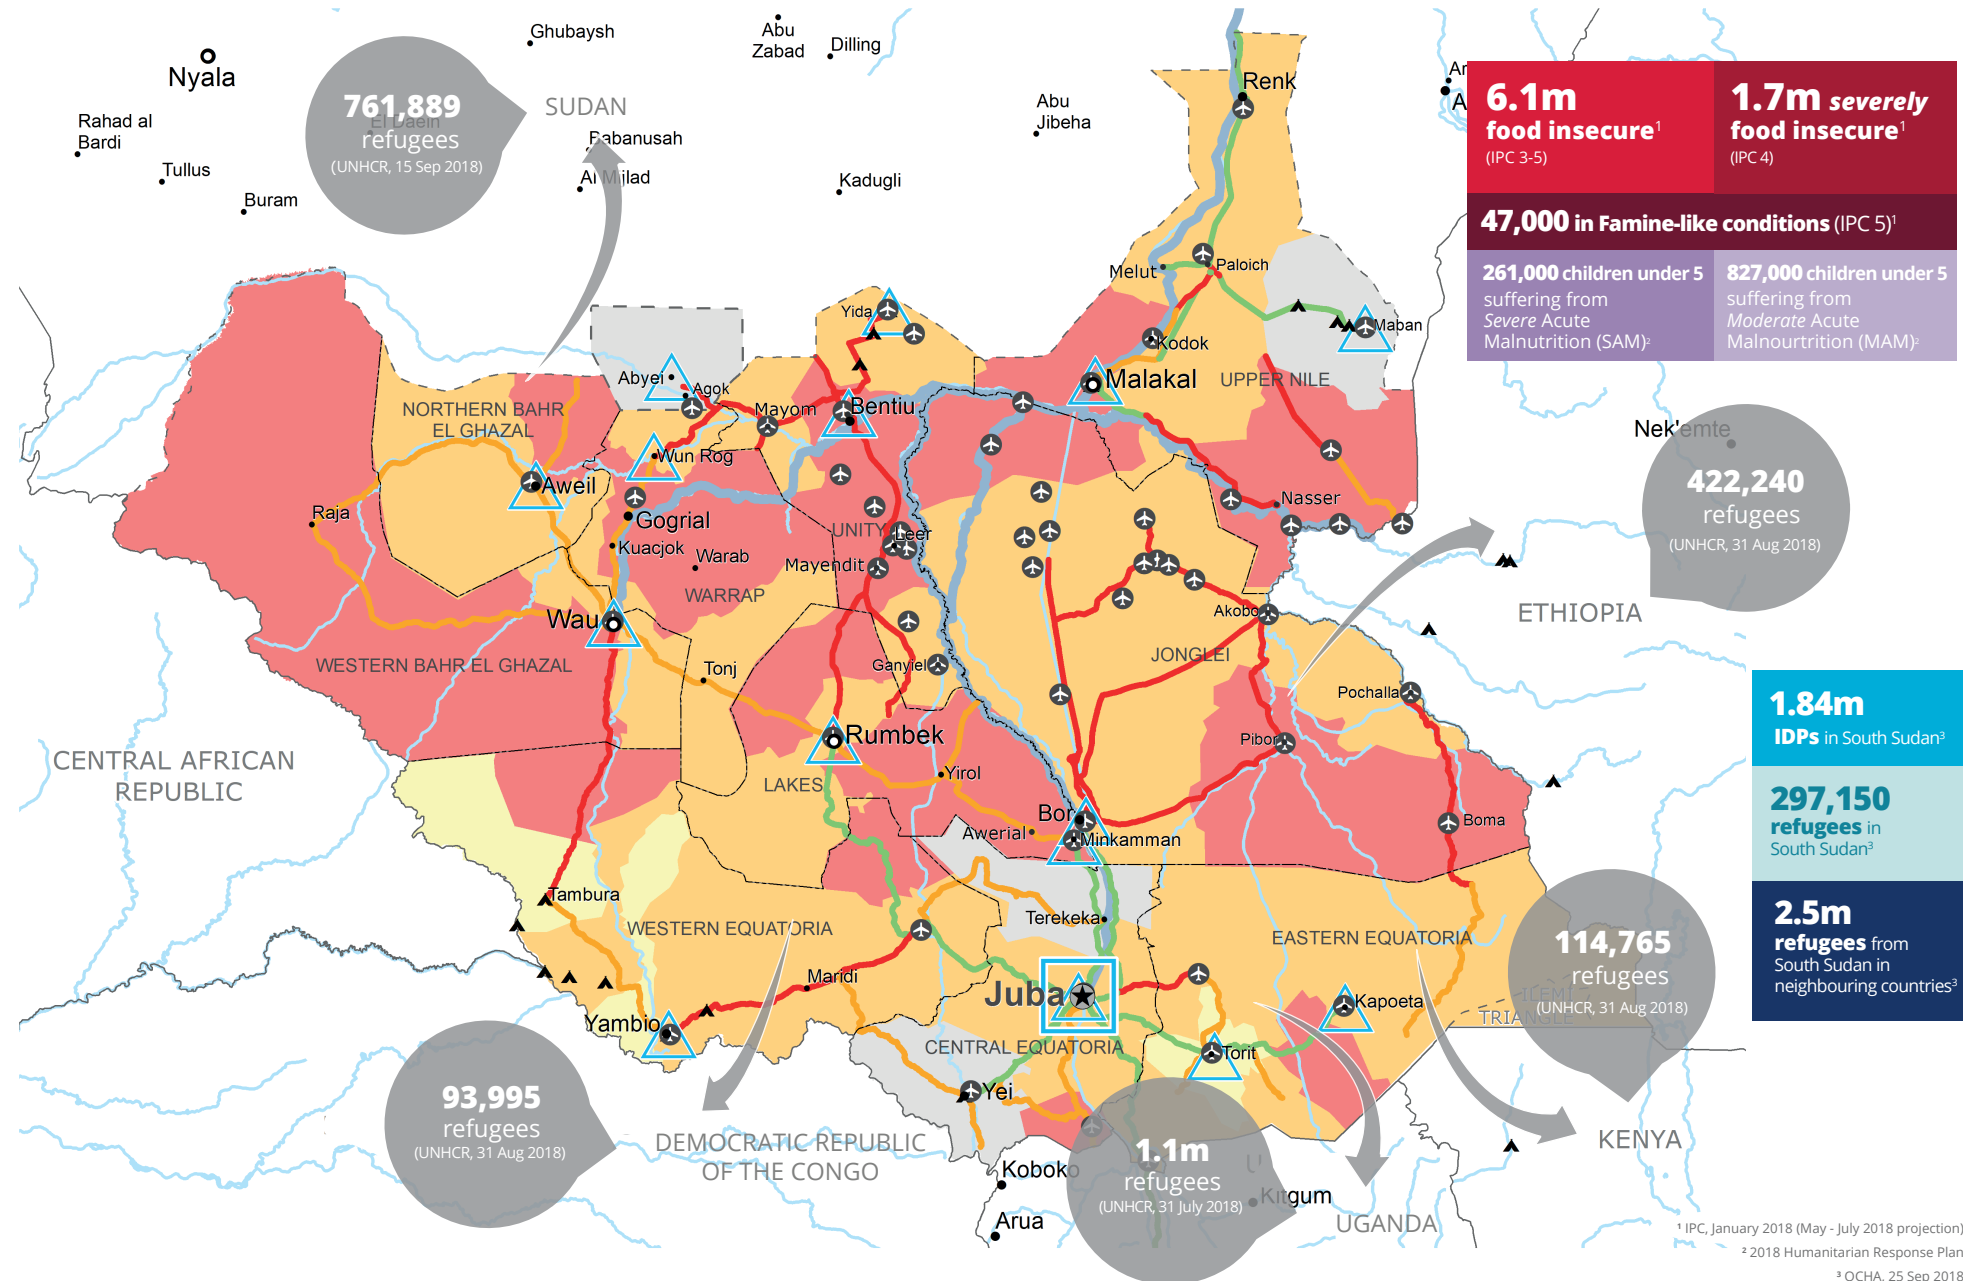 Ghubaysh
Abu
Zabad
Dilling
Nyala
761,889
refugees
(UNHCR, 15 Sep 2018)
El Daein
SUDAN
Rahad al
Bardi
Tullus
Buram
Babanusah
Al Mijlad
Kadugli
Abu
Jibeha
Renk
Ar
A
6.1m
food insecure¹
(IPC 3-5)
1.7m severely
food insecure¹
(IPC 4)
47,000 in Famine-like conditions (IPC 5)¹
261,000 children under 5
suffering from
Severe Acute
Malnutrition (SAM)²
827,000 children under 5
suffering from
Moderate Acute
Malnourtrition (MAM)²
Melut
Paloich
Yida
Maban
Kodok
Abyei
Agok
Malakal
UPPER NILE
NORTHERN BAHR
EL GHAZAL
Mayom
Bentiu
Nek'emte
422,240
refugees
(UNHCR, 31 Aug 2018)
Wun Rog
Aweil
Raja
Gogrial
Nasser
UNITY
Leer
Kuacjok
Warab
Mayendit
WARRAP
Wau
Akobo
ETHIOPIA
WESTERN BAHR EL GHAZAL
Tonj
Ganyiel
JONGLEI
Pochalla
1.84m
IDPs in South Sudan³
CENTRAL AFRICAN
REPUBLIC
Rumbek
Pibor
LAKES
Yirol
297,150
refugees in
South Sudan³
Bor
Awerial
Minkamman
Boma
2.5m
refugees from
South Sudan in
neighbouring countries³
Tambura
WESTERN EQUATORIA
Terekeka
EASTERN EQUATORIA
114,765
refugees
(UNHCR, 31 Aug 2018)
ILEMI
TRIANGLE
Maridi
Juba
Kapoeta
Yambio
CENTRAL EQUATORIA
Torit
Yei
93,995
refugees
(UNHCR, 31 Aug 2018)
DEMOCRATIC REPUBLIC
OF THE CONGO
KENYA
1.1m
refugees
(UNHCR, 31 July 2018)
Koboko
Kitgum
Arua
UGANDA
¹ IPC, January 2018 (May - July 2018 projection)
² 2018 Humanitarian Response Plan
³ OCHA, 25 Sep 2018